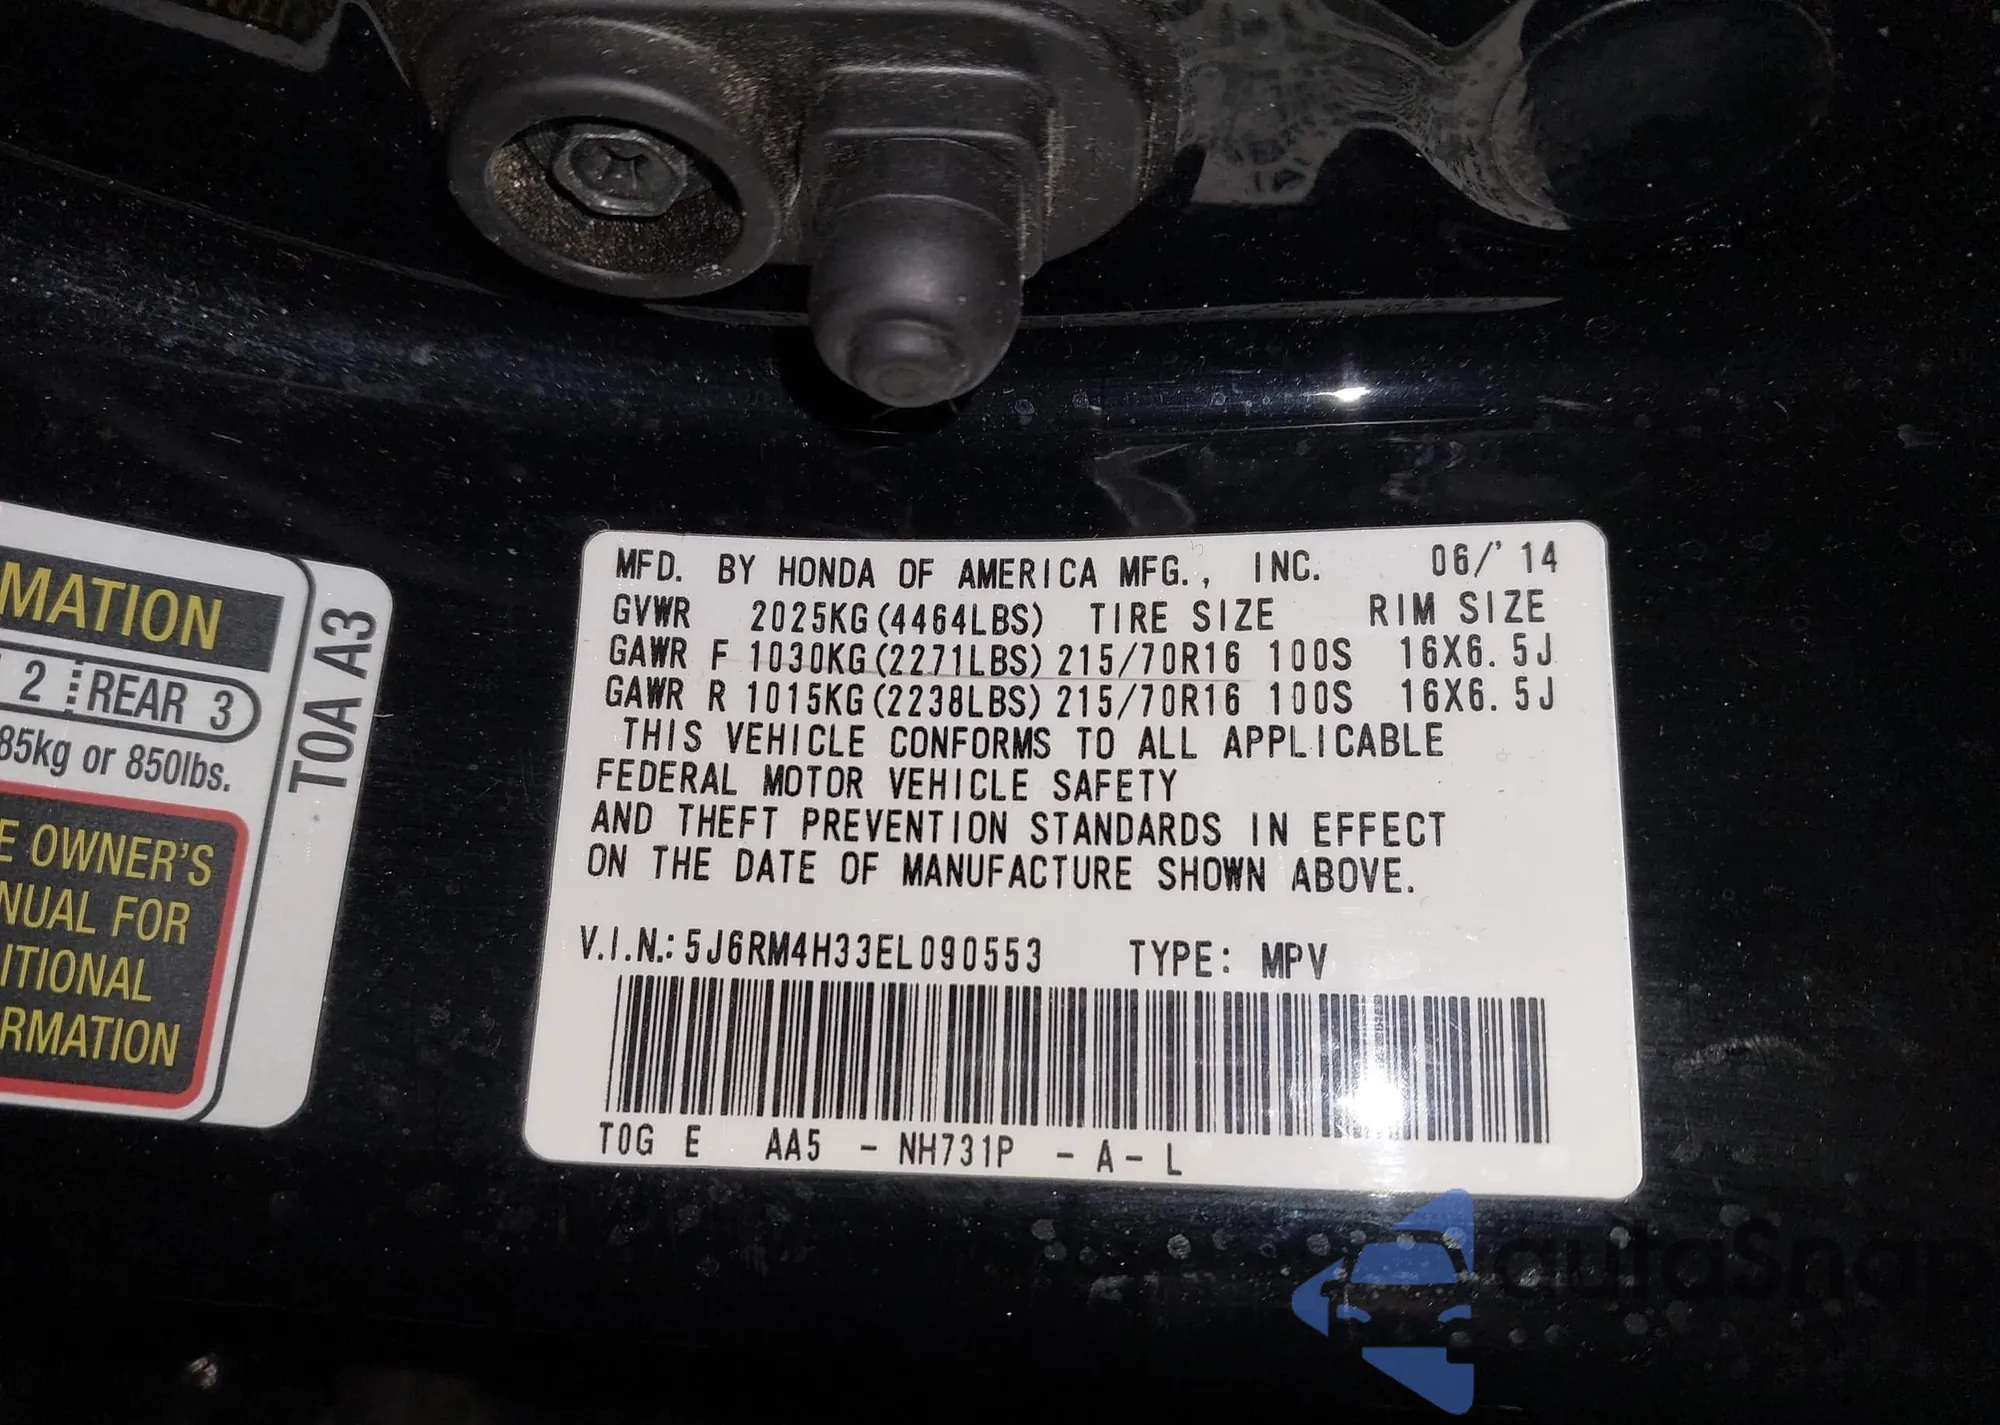 MFD. BY HONDA OF AMERICA MFG., INC. 06/'14
GVWR 2025KG(4464LBS) TIRE SIZE RIM SIZE
GAWR F 1030KG(2271LBS) 215/70R16 100S 16X6.5J
GAWR R 1015KG(2238LBS) 215/70R16 100S 16X6.5J
THIS VEHICLE CONFORMS TO ALL APPLICABLE
FEDERAL MOTOR VEHICLE SAFETY
AND THEFT PREVENTION STANDARDS IN EFFECT
ON THE DATE OF MANUFACTURE SHOWN ABOVE.
V.I.N.: 5J6RM4H33EL090553 TYPE: MPV
T0G E AA5 - NH731P - A - L
MATION
2 REAR 3
85kg or 850lbs.
E OWNER'S
NUAL FOR
ITIONAL
RMATION
T0A A3
autaShop